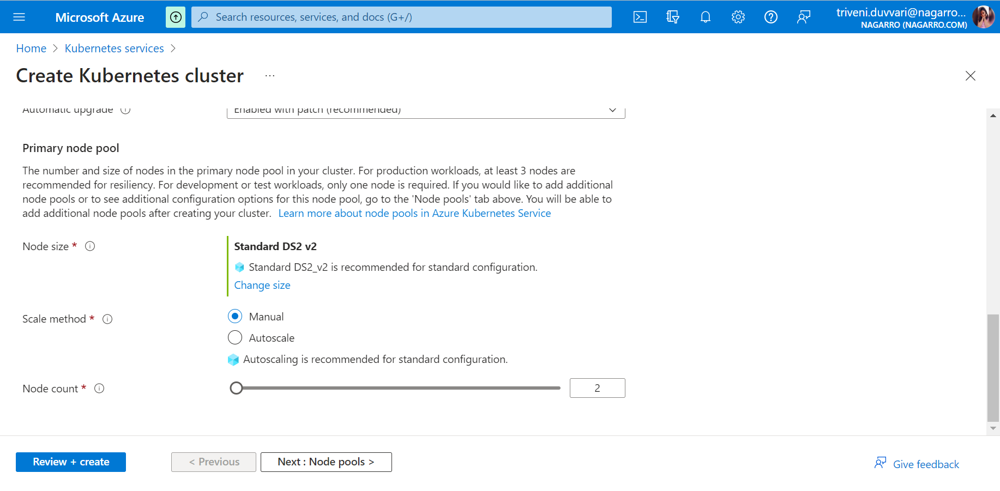 Microsoft Azure
Search resources, services, and docs (G+/)
triveni.duvvari@nagarro...
NAGARRO (NAGARRO.COM)
Home > Kubernetes services >
Create Kubernetes cluster ...
Automatic upgrade
Enabled with patch (recommended)
Primary node pool
The number and size of nodes in the primary node pool in your cluster. For production workloads, at least 3 nodes are
recommended for resiliency. For development or test workloads, only one node is required. If you would like to add additional
node pools or to see additional configuration options for this node pool, go to the 'Node pools' tab above. You will be able to
add additional node pools after creating your cluster. Learn more about node pools in Azure Kubernetes Service
Node size *
Standard DS2 v2
Standard DS2_v2 is recommended for standard configuration.
Change size
Scale method *
Manual
Autoscale
Autoscaling is recommended for standard configuration.
Node count *
2
Review + create
< Previous
Next : Node pools >
Give feedback